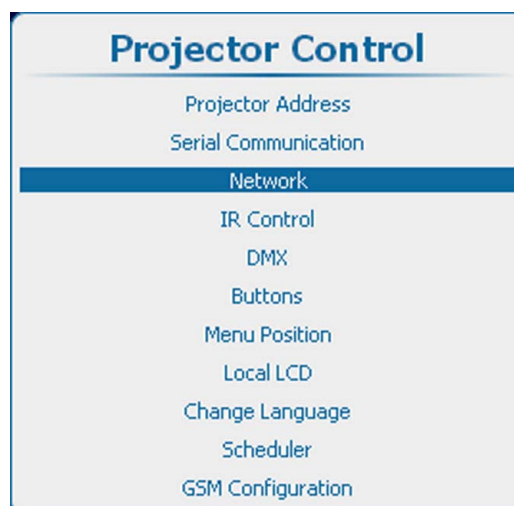 Projector Control
Projector Address
Serial Communication
Network
IR Control
DMX
Buttons
Menu Position
Local LCD
Change Language
Scheduler
GSM Configuration